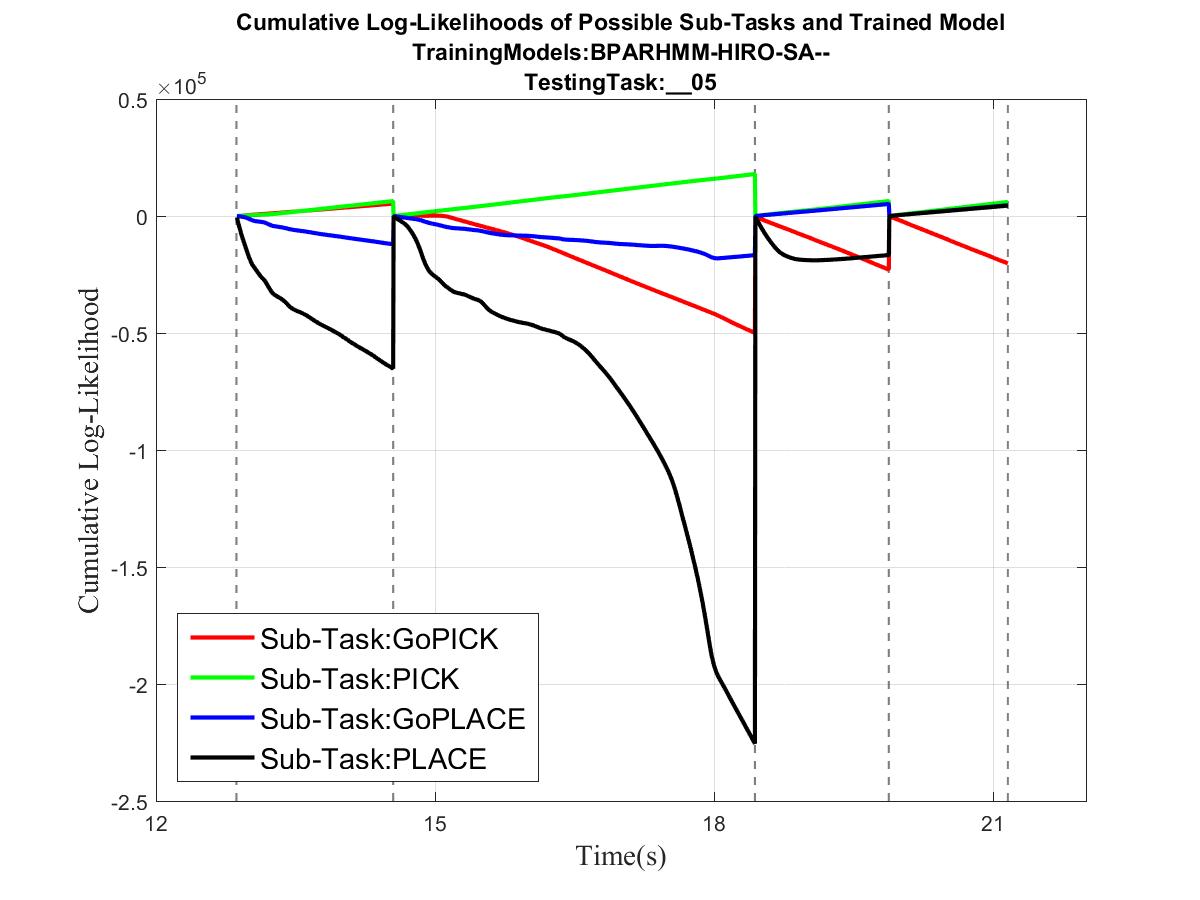 Cumulative Log-Likelihoods of Possible Sub-Tasks and Trained Model
TrainingModels:BPARHMM-HIRO-SA--
TestingTask:__05
×10^5
0.5
0
-0.5
-1
-1.5
-2
-2.5
Cumulative Log-Likelihood
Sub-Task:GoPICK
Sub-Task:PICK
Sub-Task:GoPLACE
Sub-Task:PLACE
12 15 18 21
Time(s)